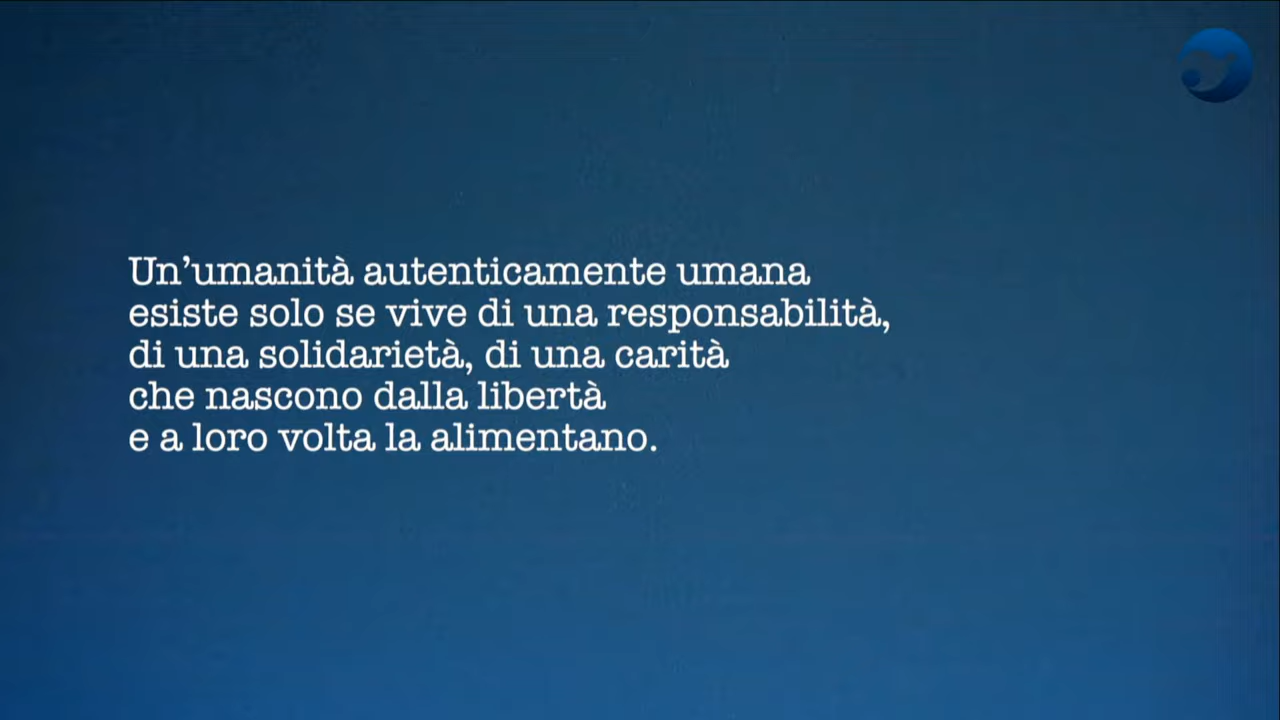 Un’umanità autenticamente umana
esiste solo se vive di una responsabilità,
di una solidarietà, di una carità
che nascono dalla libertà
e a loro volta la alimentano.